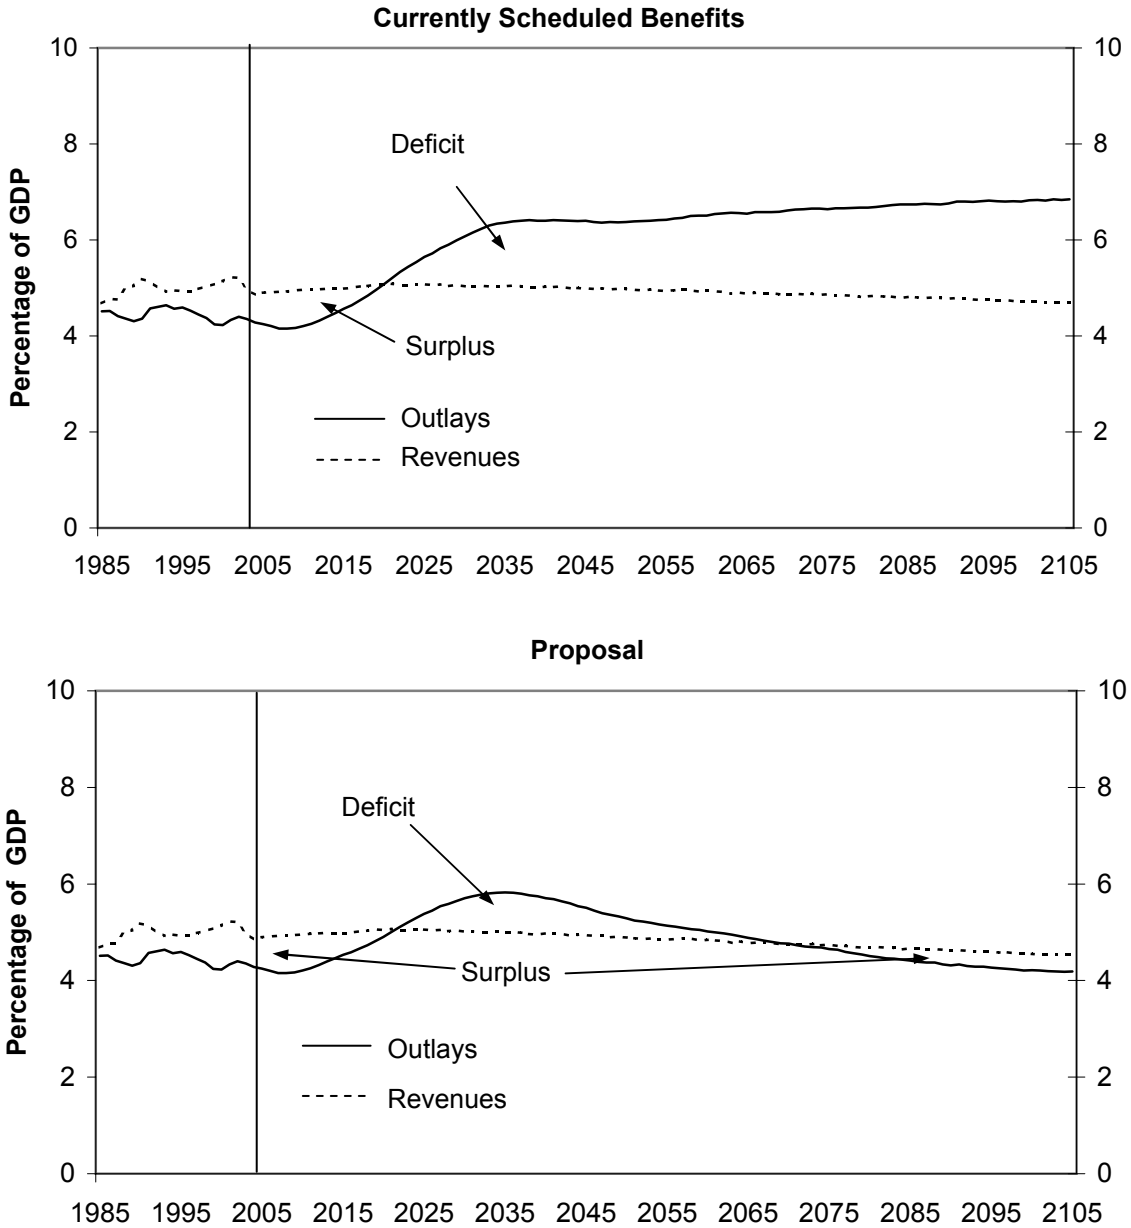 Currently Scheduled Benefits
10 10
8 8
Deficit
6 6
Percentage of GDP
4 4
Surplus
Outlays
2 2
Revenues
0 0
1985 1995 2005 2015 2025 2035 2045 2055 2065 2075 2085 2095 2105
Proposal
10 10
8 8
Deficit
6 6
Percentage of GDP
4 4
Surplus
Outlays
2 2
Revenues
0 0
1985 1995 2005 2015 2025 2035 2045 2055 2065 2075 2085 2095 2105